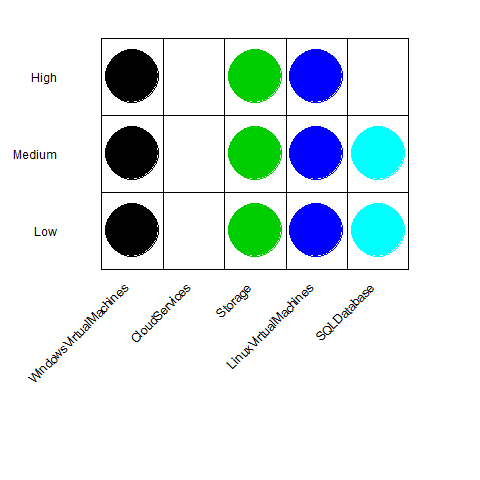 High
Medium
Low
WindowsVirtualMachines
CloudServices
Storage
LinuxVirtualMachines
SQLDatabase